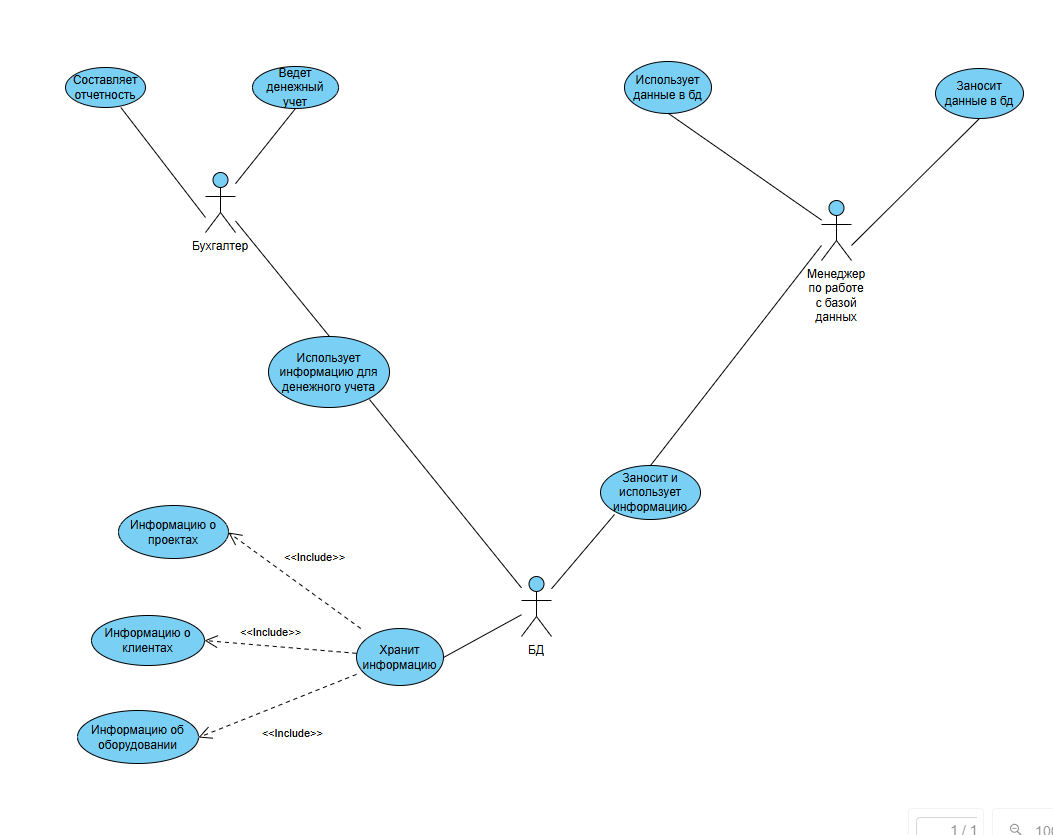 Составляет
отчетность
Ведет
денежный
учет
Использует
данные в бд
Заносит
данные в бд
Бухгалтер
Менеджер
по работе
с базой
данных
Использует
информацию для
денежного учета
Заносит и
использует
информацию
Информацию о
проектах
<<Include>>
Информацию о
клиентах
<<Include>>
Хранит
информацию
БД
Информацию об
оборудовании
<<Include>>
1 / 1
100